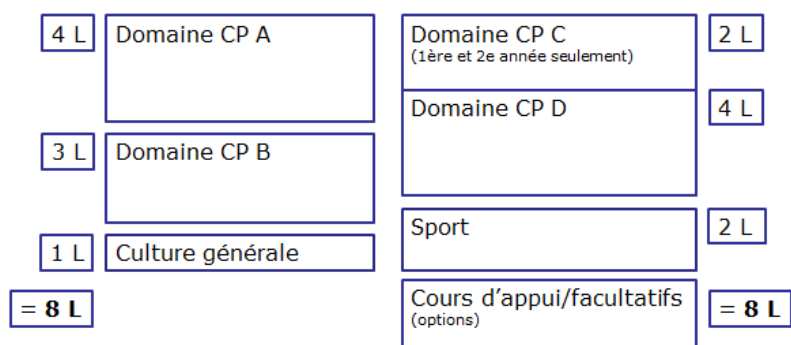 4 L
Domaine CP A
3 L
Domaine CP B
1 L
Culture générale
= 8 L
Domaine CP C
(1ère et 2e année seulement)
2 L
Domaine CP D
4 L
Sport
2 L
Cours d'appui/facultatifs
(options)
= 8 L